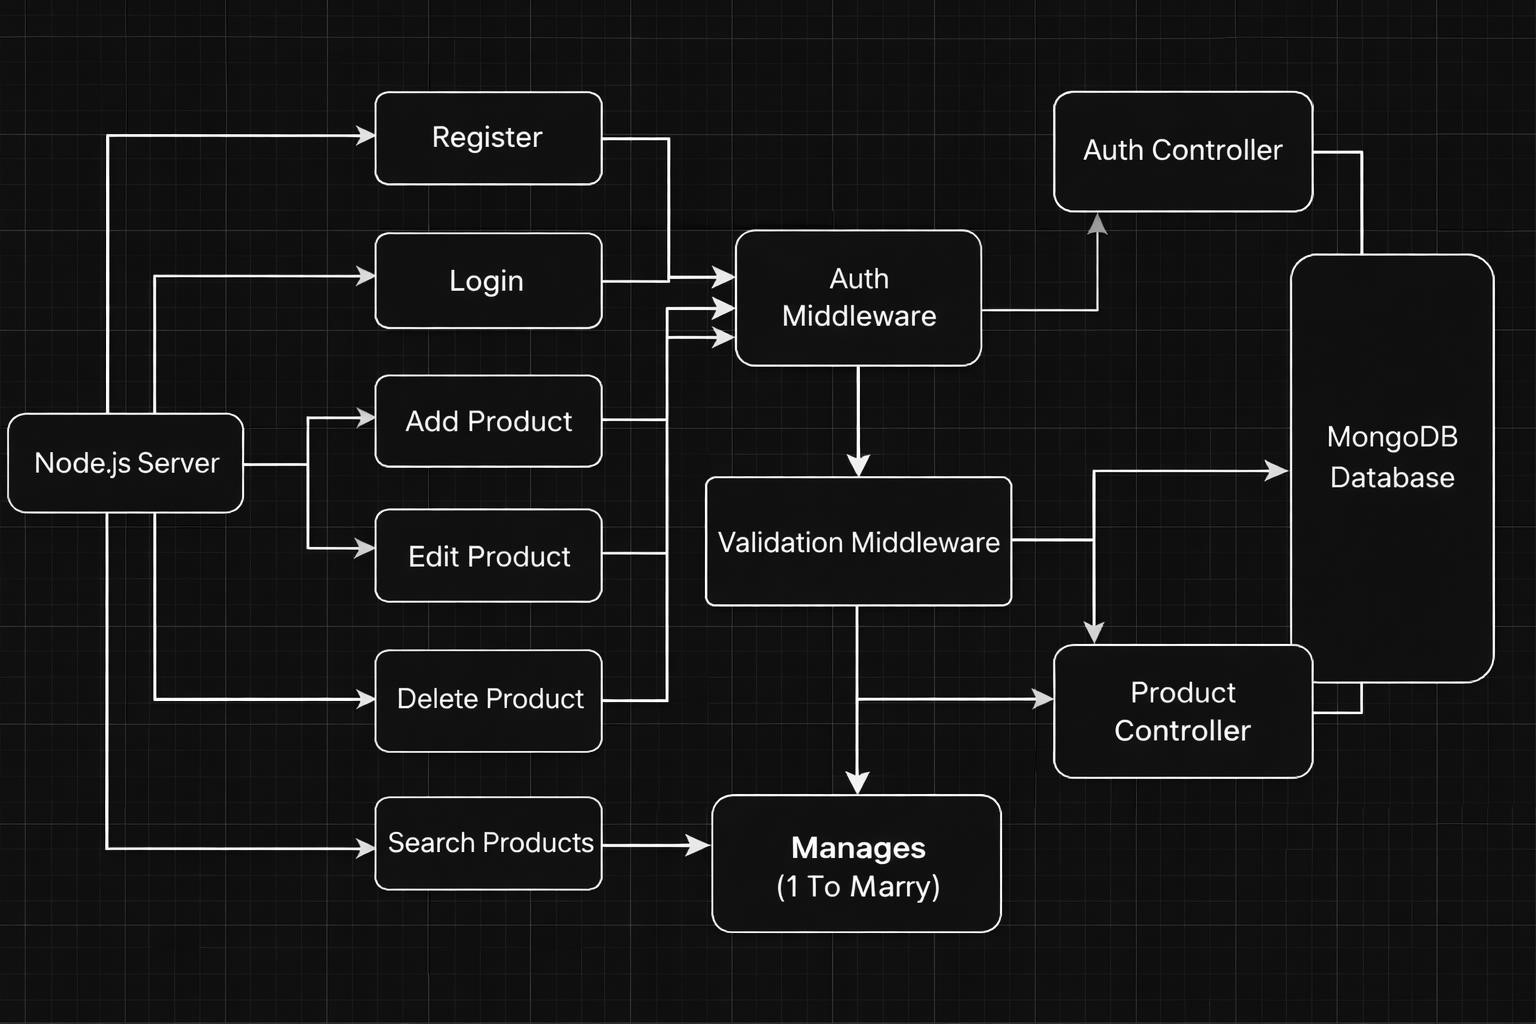 Register
Auth Controller
Login
Auth
Middleware
Add Product
Node.js Server
MongoDB
Database
Edit Product
Validation Middleware
Delete Product
Product
Controller
Search Products
Manages
(1 To Marry)